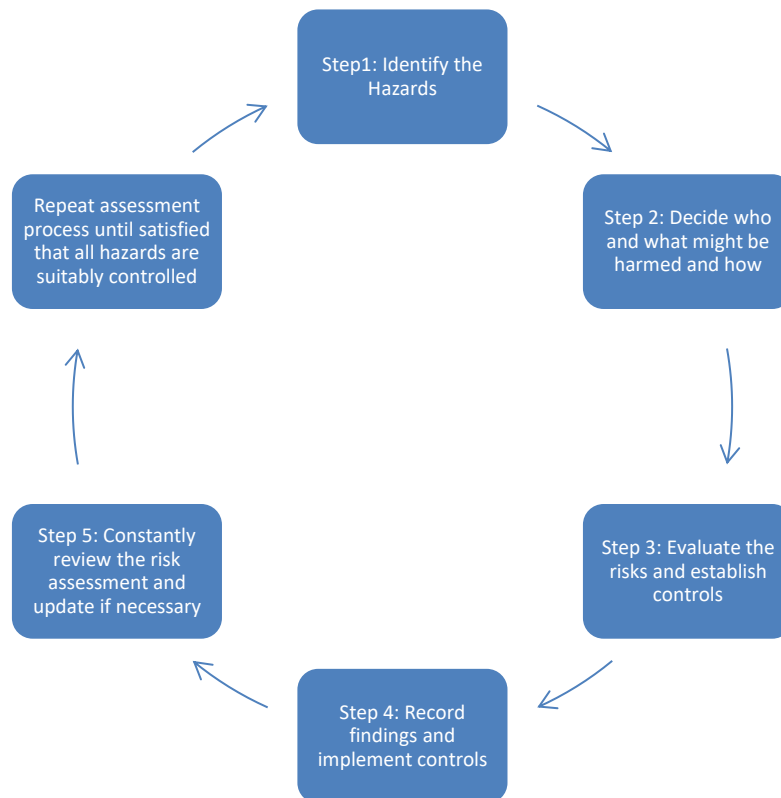 Step1: Identify the
Hazards
Step 2: Decide who
and what might be
harmed and how
Step 3: Evaluate the
risks and establish
controls
Step 4: Record
findings and
implement controls
Step 5: Constantly
review the risk
assessment and
update if necessary
Repeat assessment
process until satisfied
that all hazards are
suitably controlled